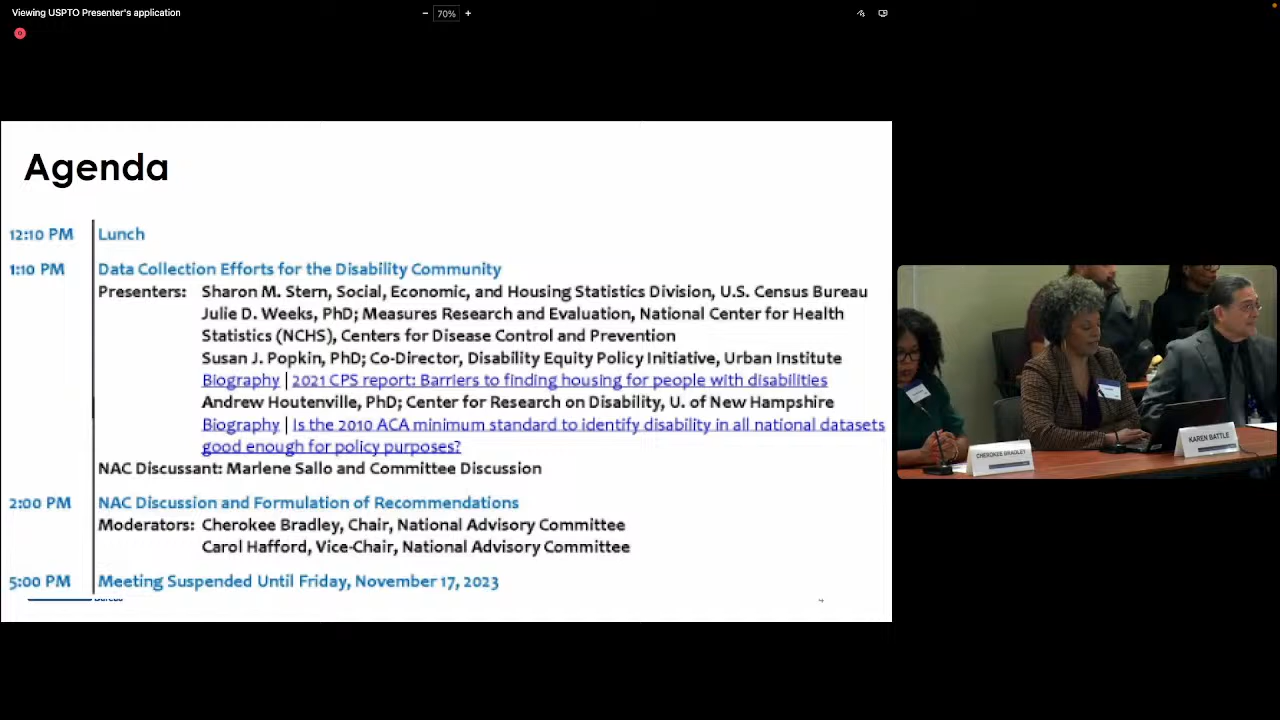 Viewing USPTO Presenter's application
− 70% +
Agenda
12:10 PM Lunch
1:10 PM Data Collection Efforts for the Disability Community
Presenters: Sharon M. Stern, Social, Economic, and Housing Statistics Division, U.S. Census Bureau
Julie D. Weeks, PhD; Measures Research and Evaluation, National Center for Health
Statistics (NCHS), Centers for Disease Control and Prevention
Susan J. Popkin, PhD; Co-Director, Disability Equity Policy Initiative, Urban Institute
Biography | 2021 CPS report: Barriers to finding housing for people with disabilities
Andrew Houtenville, PhD; Center for Research on Disability, U. of New Hampshire
Biography | Is the 2010 ACA minimum standard to identify disability in all national datasets
good enough for policy purposes?
NAC Discussant: Marlene Sallo and Committee Discussion
2:00 PM NAC Discussion and Formulation of Recommendations
Moderators: Cherokee Bradley, Chair, National Advisory Committee
Carol Hafford, Vice-Chair, National Advisory Committee
5:00 PM Meeting Suspended Until Friday, November 17, 2023
CHEROKEE BRADLEY
KAREN BATTLE